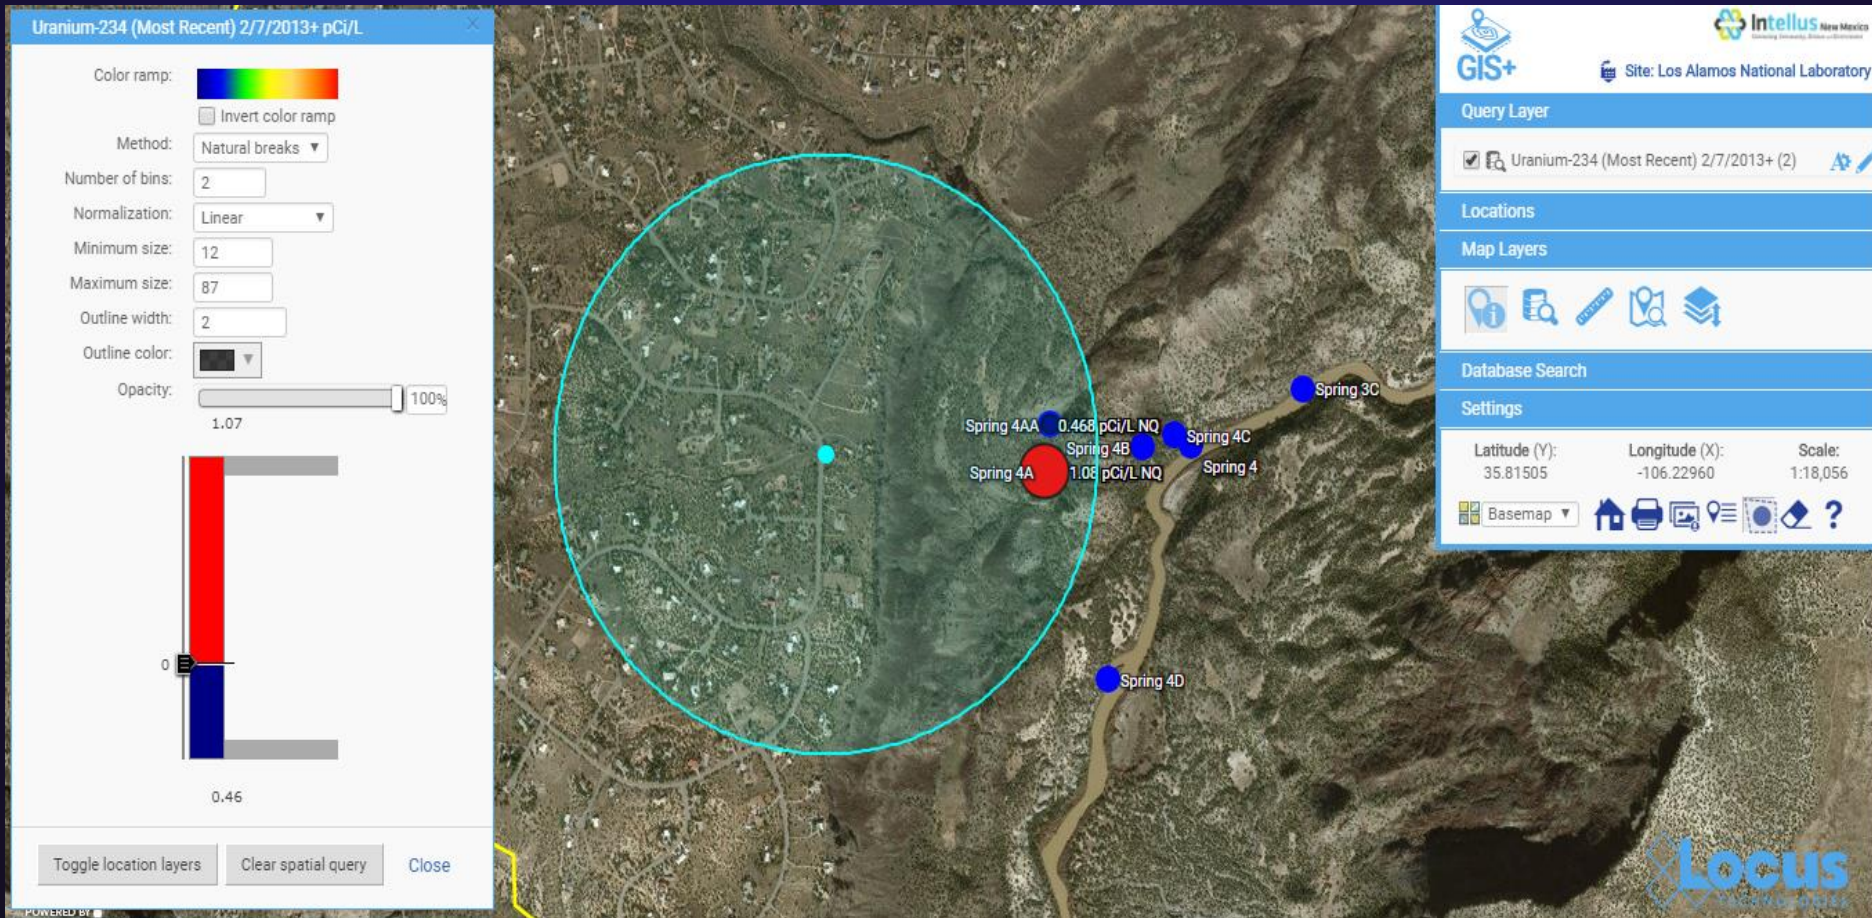 Uranium-234 (Most Recent) 2/7/2013+ pCi/L
Color ramp:
Invert color ramp
Method: Natural breaks
Number of bins: 2
Normalization: Linear
Minimum size: 12
Maximum size: 87
Outline width: 2
Outline color:
Opacity: 100%
1.07
0
0.46
Toggle location layers Clear spatial query Close
POWERED BY
Spring 3C
Spring 4AA 0.468 pCi/L NQ
Spring 4C
Spring 4B
Spring 4
Spring 4A 1.08 pCi/L NQ
Spring 4D
GIS+
Intellus New Mexico
Site: Los Alamos National Laboratory
Query Layer
Uranium-234 (Most Recent) 2/7/2013+ (2)
Locations
Map Layers
Database Search
Settings
Latitude (Y): Longitude (X): Scale:
35.81505 -106.22960 1:18,056
Basemap
?
Locus
TECHNOLOGIES